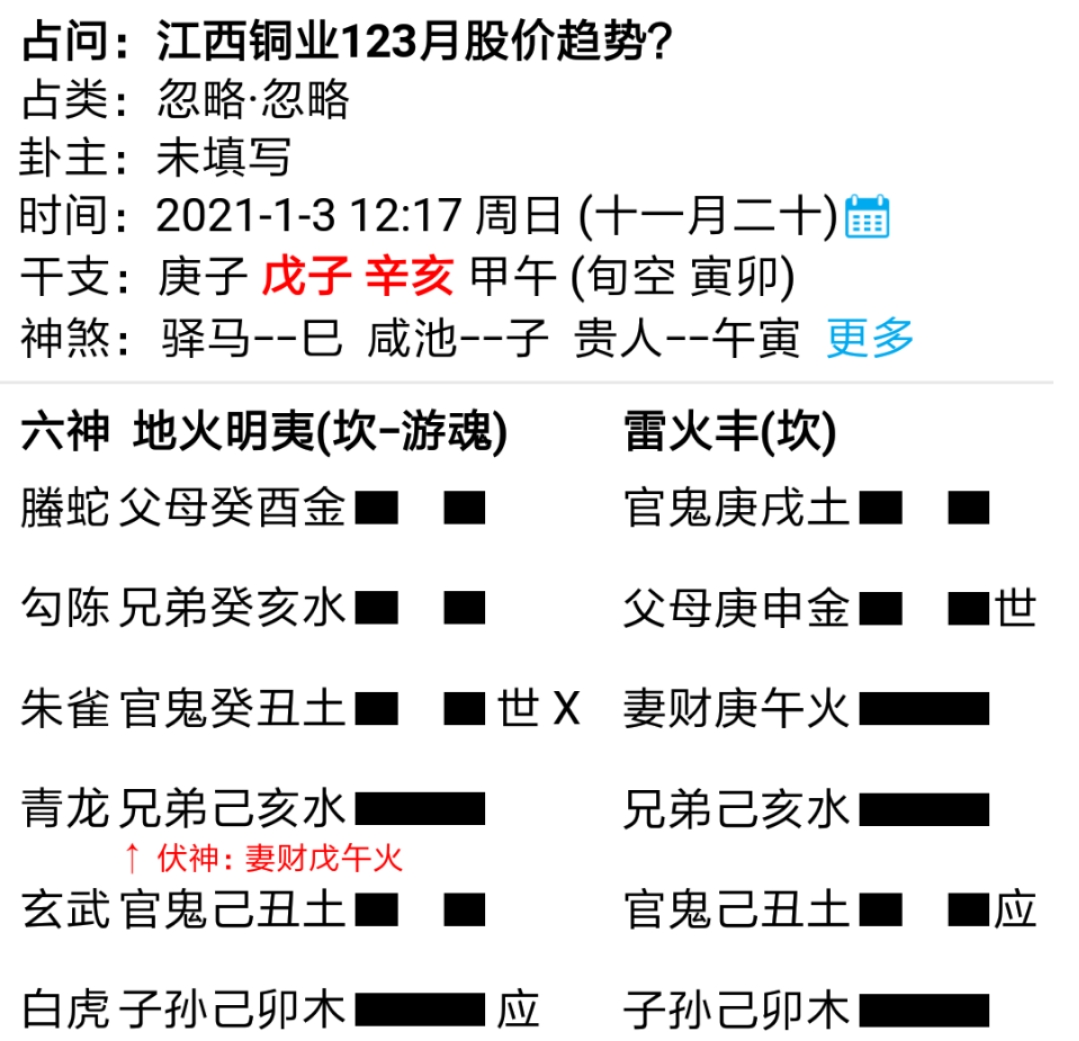 占问：江西铜业123月股价趋势？
占类：忽略·忽略
卦主：未填写
时间：2021-1-3 12:17 周日 (十一月二十)
干支：庚子 戊子 辛亥 甲午 (旬空 寅卯)
神煞：驿马--巳 咸池--子 贵人--午寅 更多
六神 地火明夷(坎-游魂) 雷火丰(坎)
螣蛇 父母癸酉金 官鬼庚戌土
勾陈 兄弟癸亥水 父母庚申金 世
朱雀 官鬼癸丑土 世 X 妻财庚午火
青龙 兄弟己亥水 兄弟己亥水
↑ 伏神：妻财戊午火
玄武 官鬼己丑土 官鬼己丑土 应
白虎 子孙己卯木 应 子孙己卯木